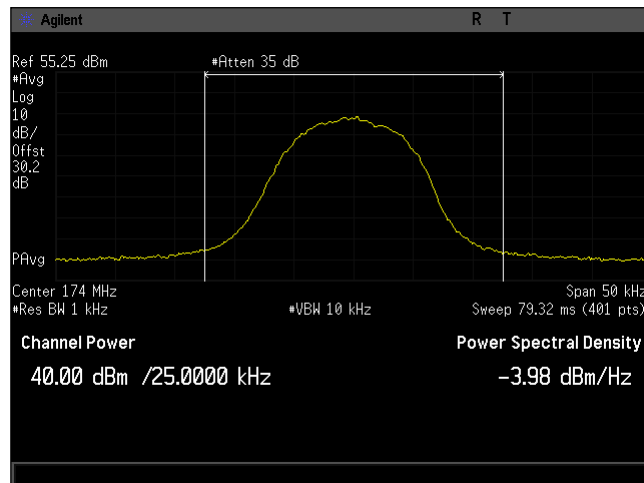 Agilent R T
Ref 55.25 dBm #Atten 35 dB
#Avg
Log
10
dB/
Offst
30.2
dB
PAvg
Center 174 MHz Span 50 kHz
#Res BW 1 kHz #VBW 10 kHz Sweep 79.32 ms (401 pts)
Channel Power Power Spectral Density
40.00 dBm /25.0000 kHz -3.98 dBm/Hz